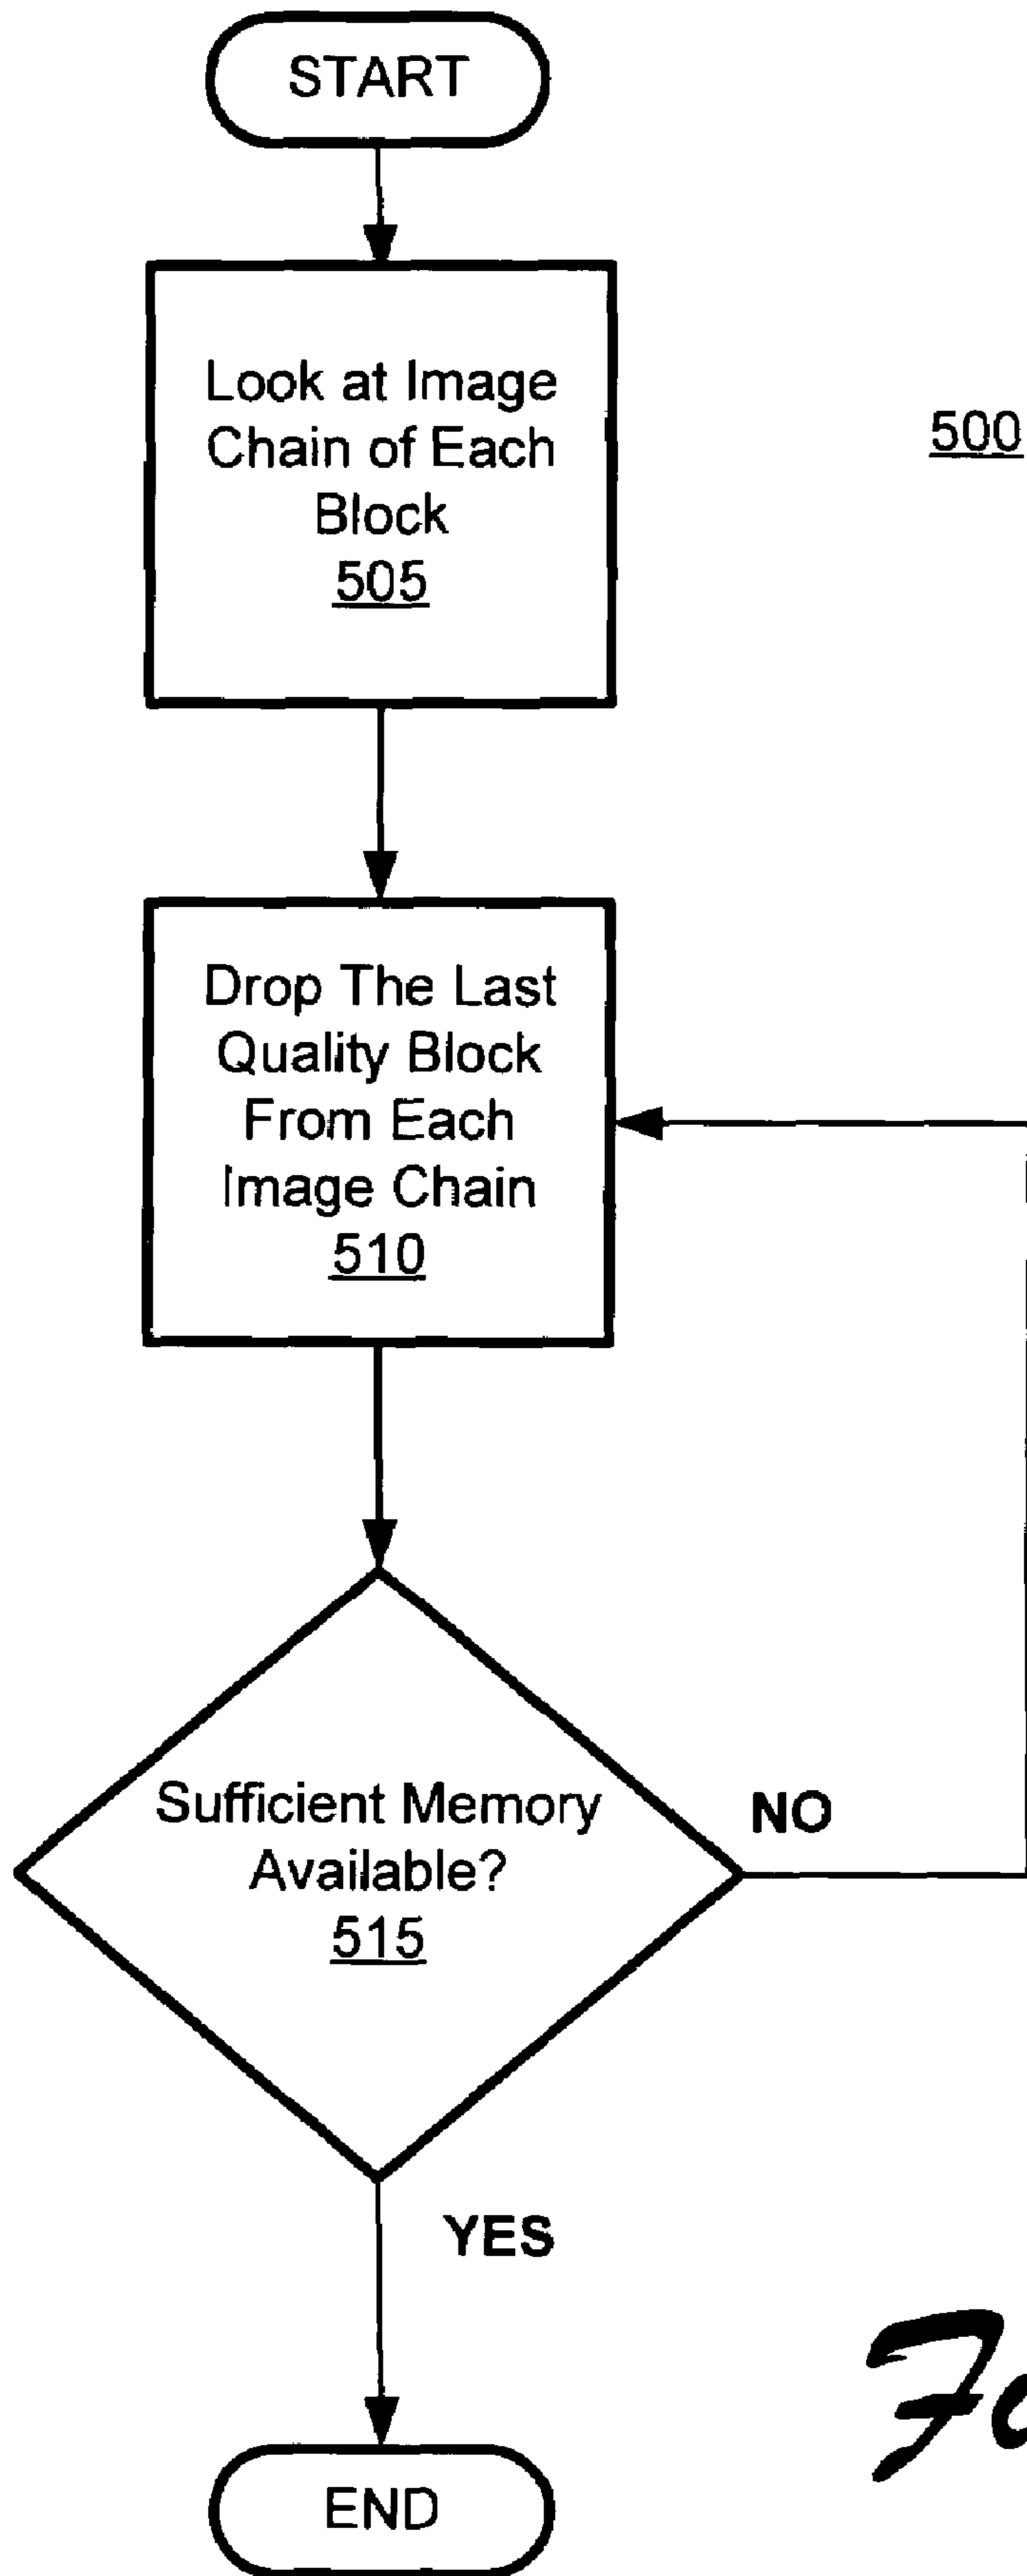 START
Look at Image
Chain of Each
Block
505
500
Drop The Last
Quality Block
From Each
Image Chain
510
Sufficient Memory
Available?
515
NO
YES
END